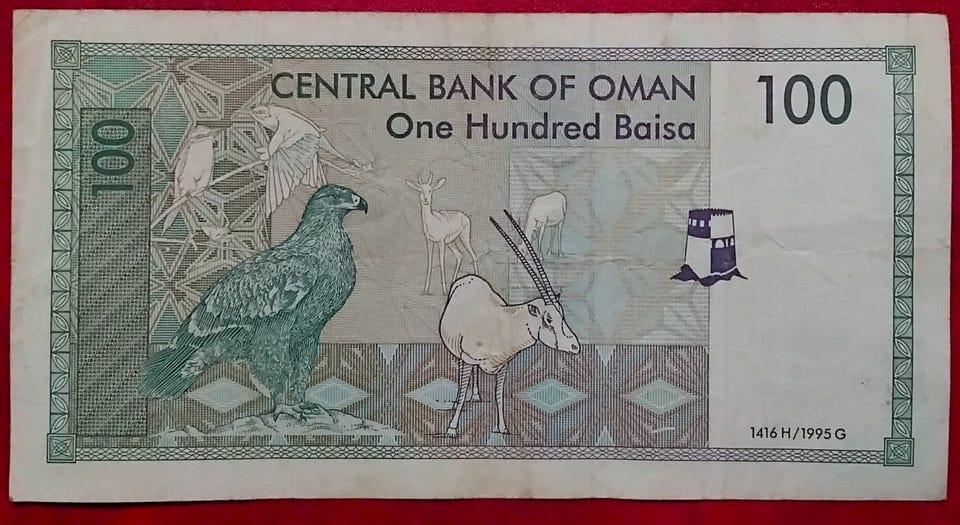 CENTRAL BANK OF OMAN
One Hundred Baisa
100
100
1416 H/1995 G